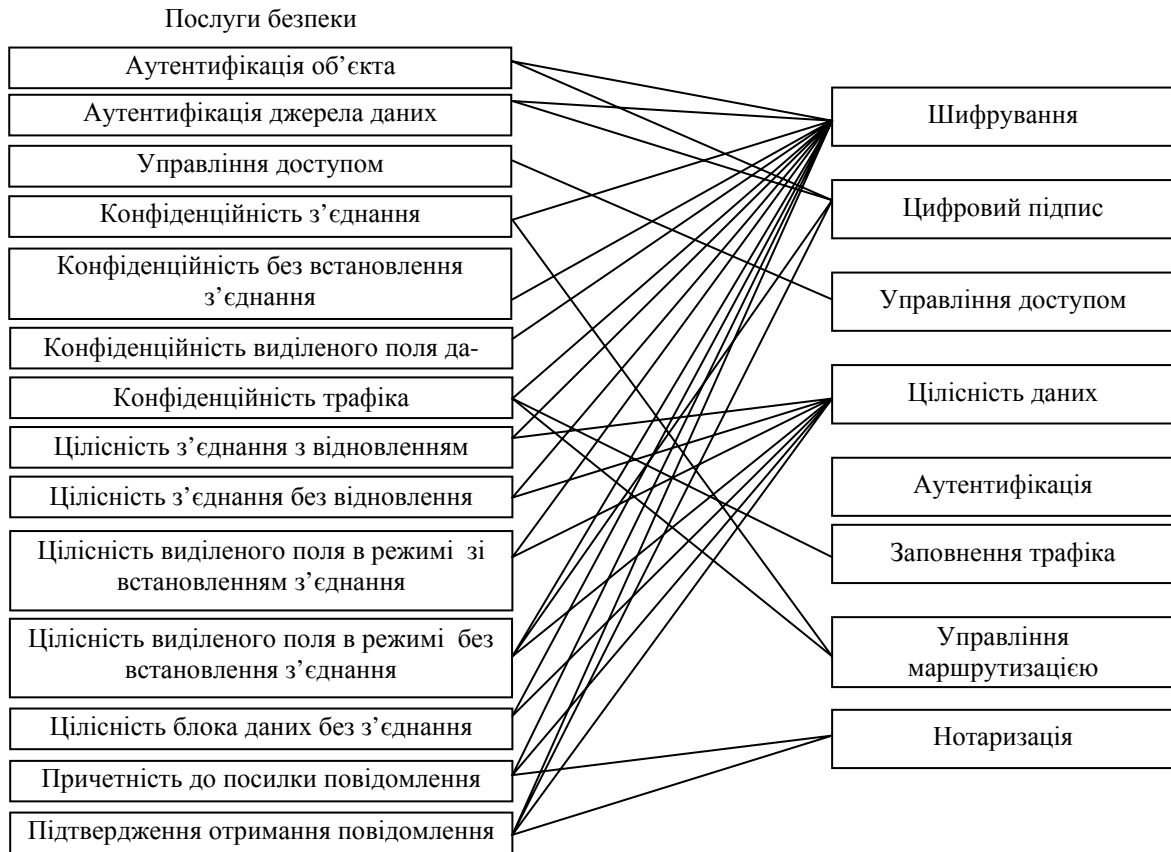 Послуги безпеки
Аутентифікація об’єкта
Аутентифікація джерела даних
Управління доступом
Конфіденційність з’єднання
Конфіденційність без встановлення
з’єднання
Конфіденційність виділеного поля да-
Конфіденційність трафіка
Цілісність з’єднання з відновленням
Цілісність з’єднання без відновлення
Цілісність виділеного поля в режимі зі
встановленням з’єднання
Цілісність виділеного поля в режимі без
встановлення з’єднання
Цілісність блока даних без з’єднання
Причетність до посилки повідомлення
Підтвердження отримання повідомлення
Шифрування
Цифровий підпис
Управління доступом
Цілісність даних
Аутентифікація
Заповнення трафіка
Управління
маршрутизацією
Нотаризація